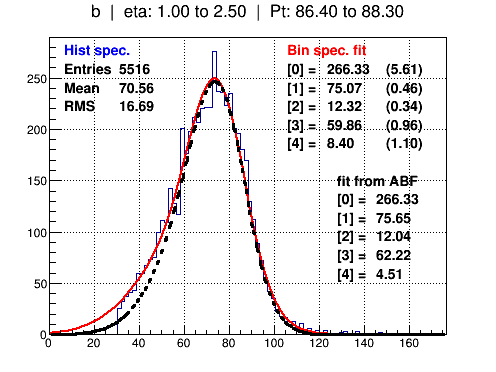 b | eta: 1.00 to 2.50 | Pt: 86.40 to 88.30
Hist spec.
Entries 5516
Mean 70.56
RMS 16.69
Bin spec. fit
[0] = 266.33 (5.61)
[1] = 75.07 (0.46)
[2] = 12.32 (0.34)
[3] = 59.86 (0.96)
[4] = 8.40 (1.10)
fit from ABF
[0] = 266.33
[1] = 75.65
[2] = 12.04
[3] = 62.22
[4] = 4.51
250
200
150
100
50
0
0 20 40 60 80 100 120 140 160